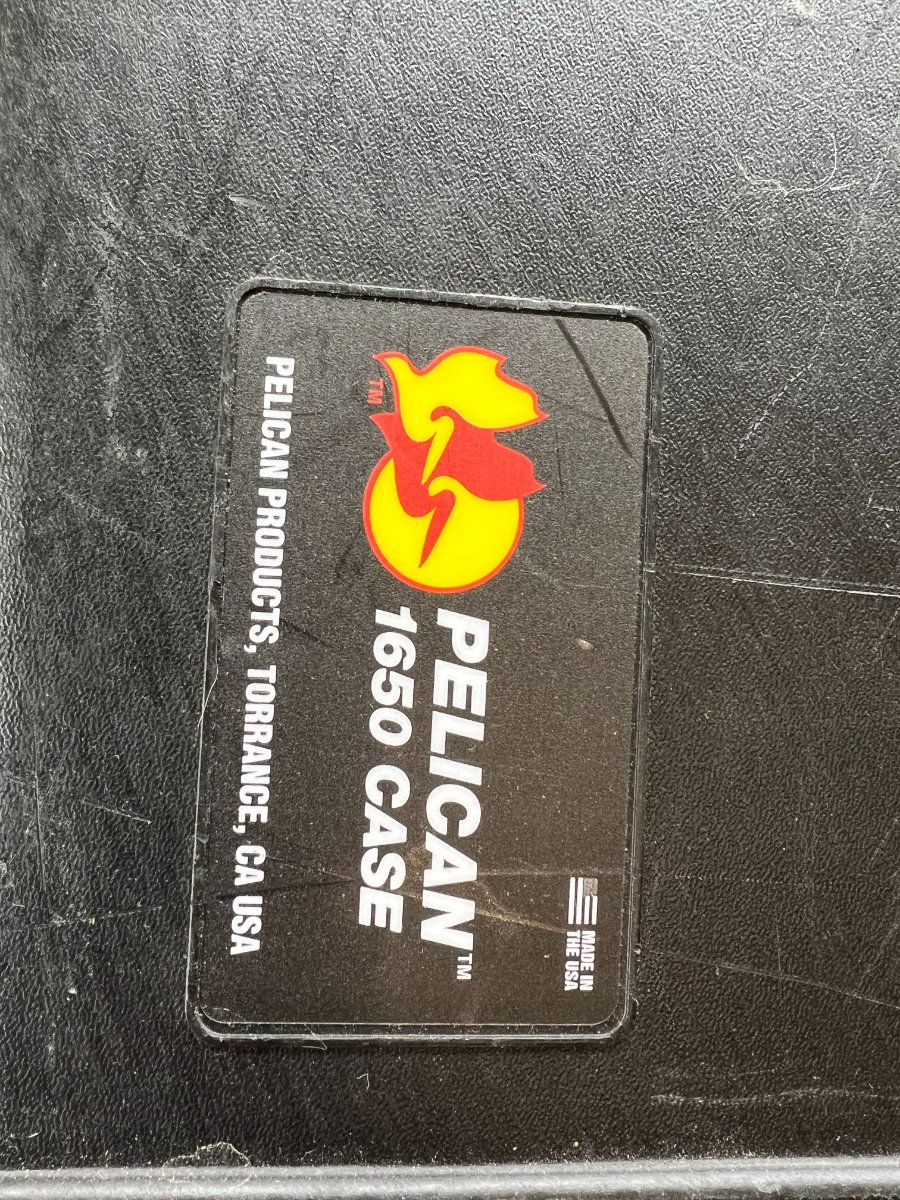 MADE IN
THE USA
PELICAN™
1650 CASE
™
PELICAN PRODUCTS, TORRANCE, CA USA